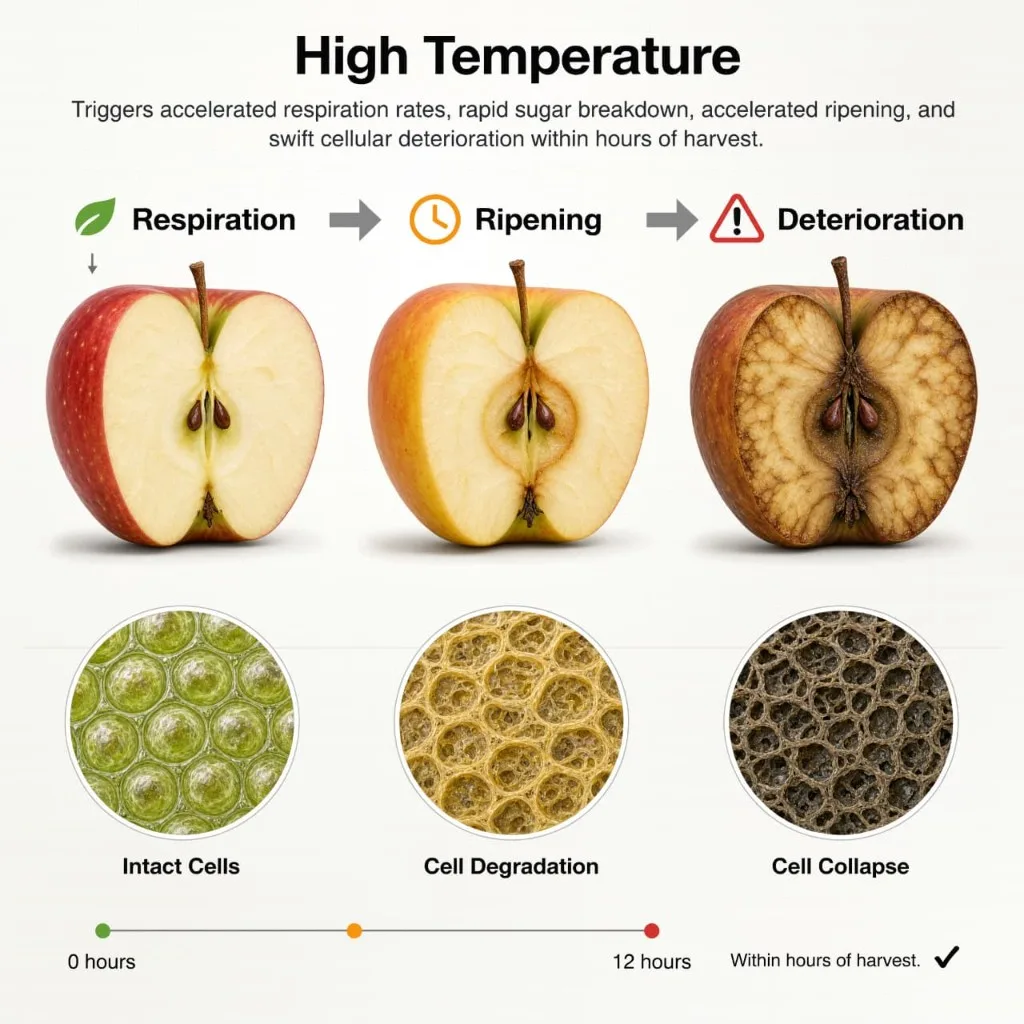 High Temperature
Triggers accelerated respiration rates, rapid sugar breakdown, accelerated ripening, and
swift cellular deterioration within hours of harvest.
Respiration
Ripening
Deterioration
Intact Cells
Cell Degradation
Cell Collapse
0 hours
12 hours
Within hours of harvest.